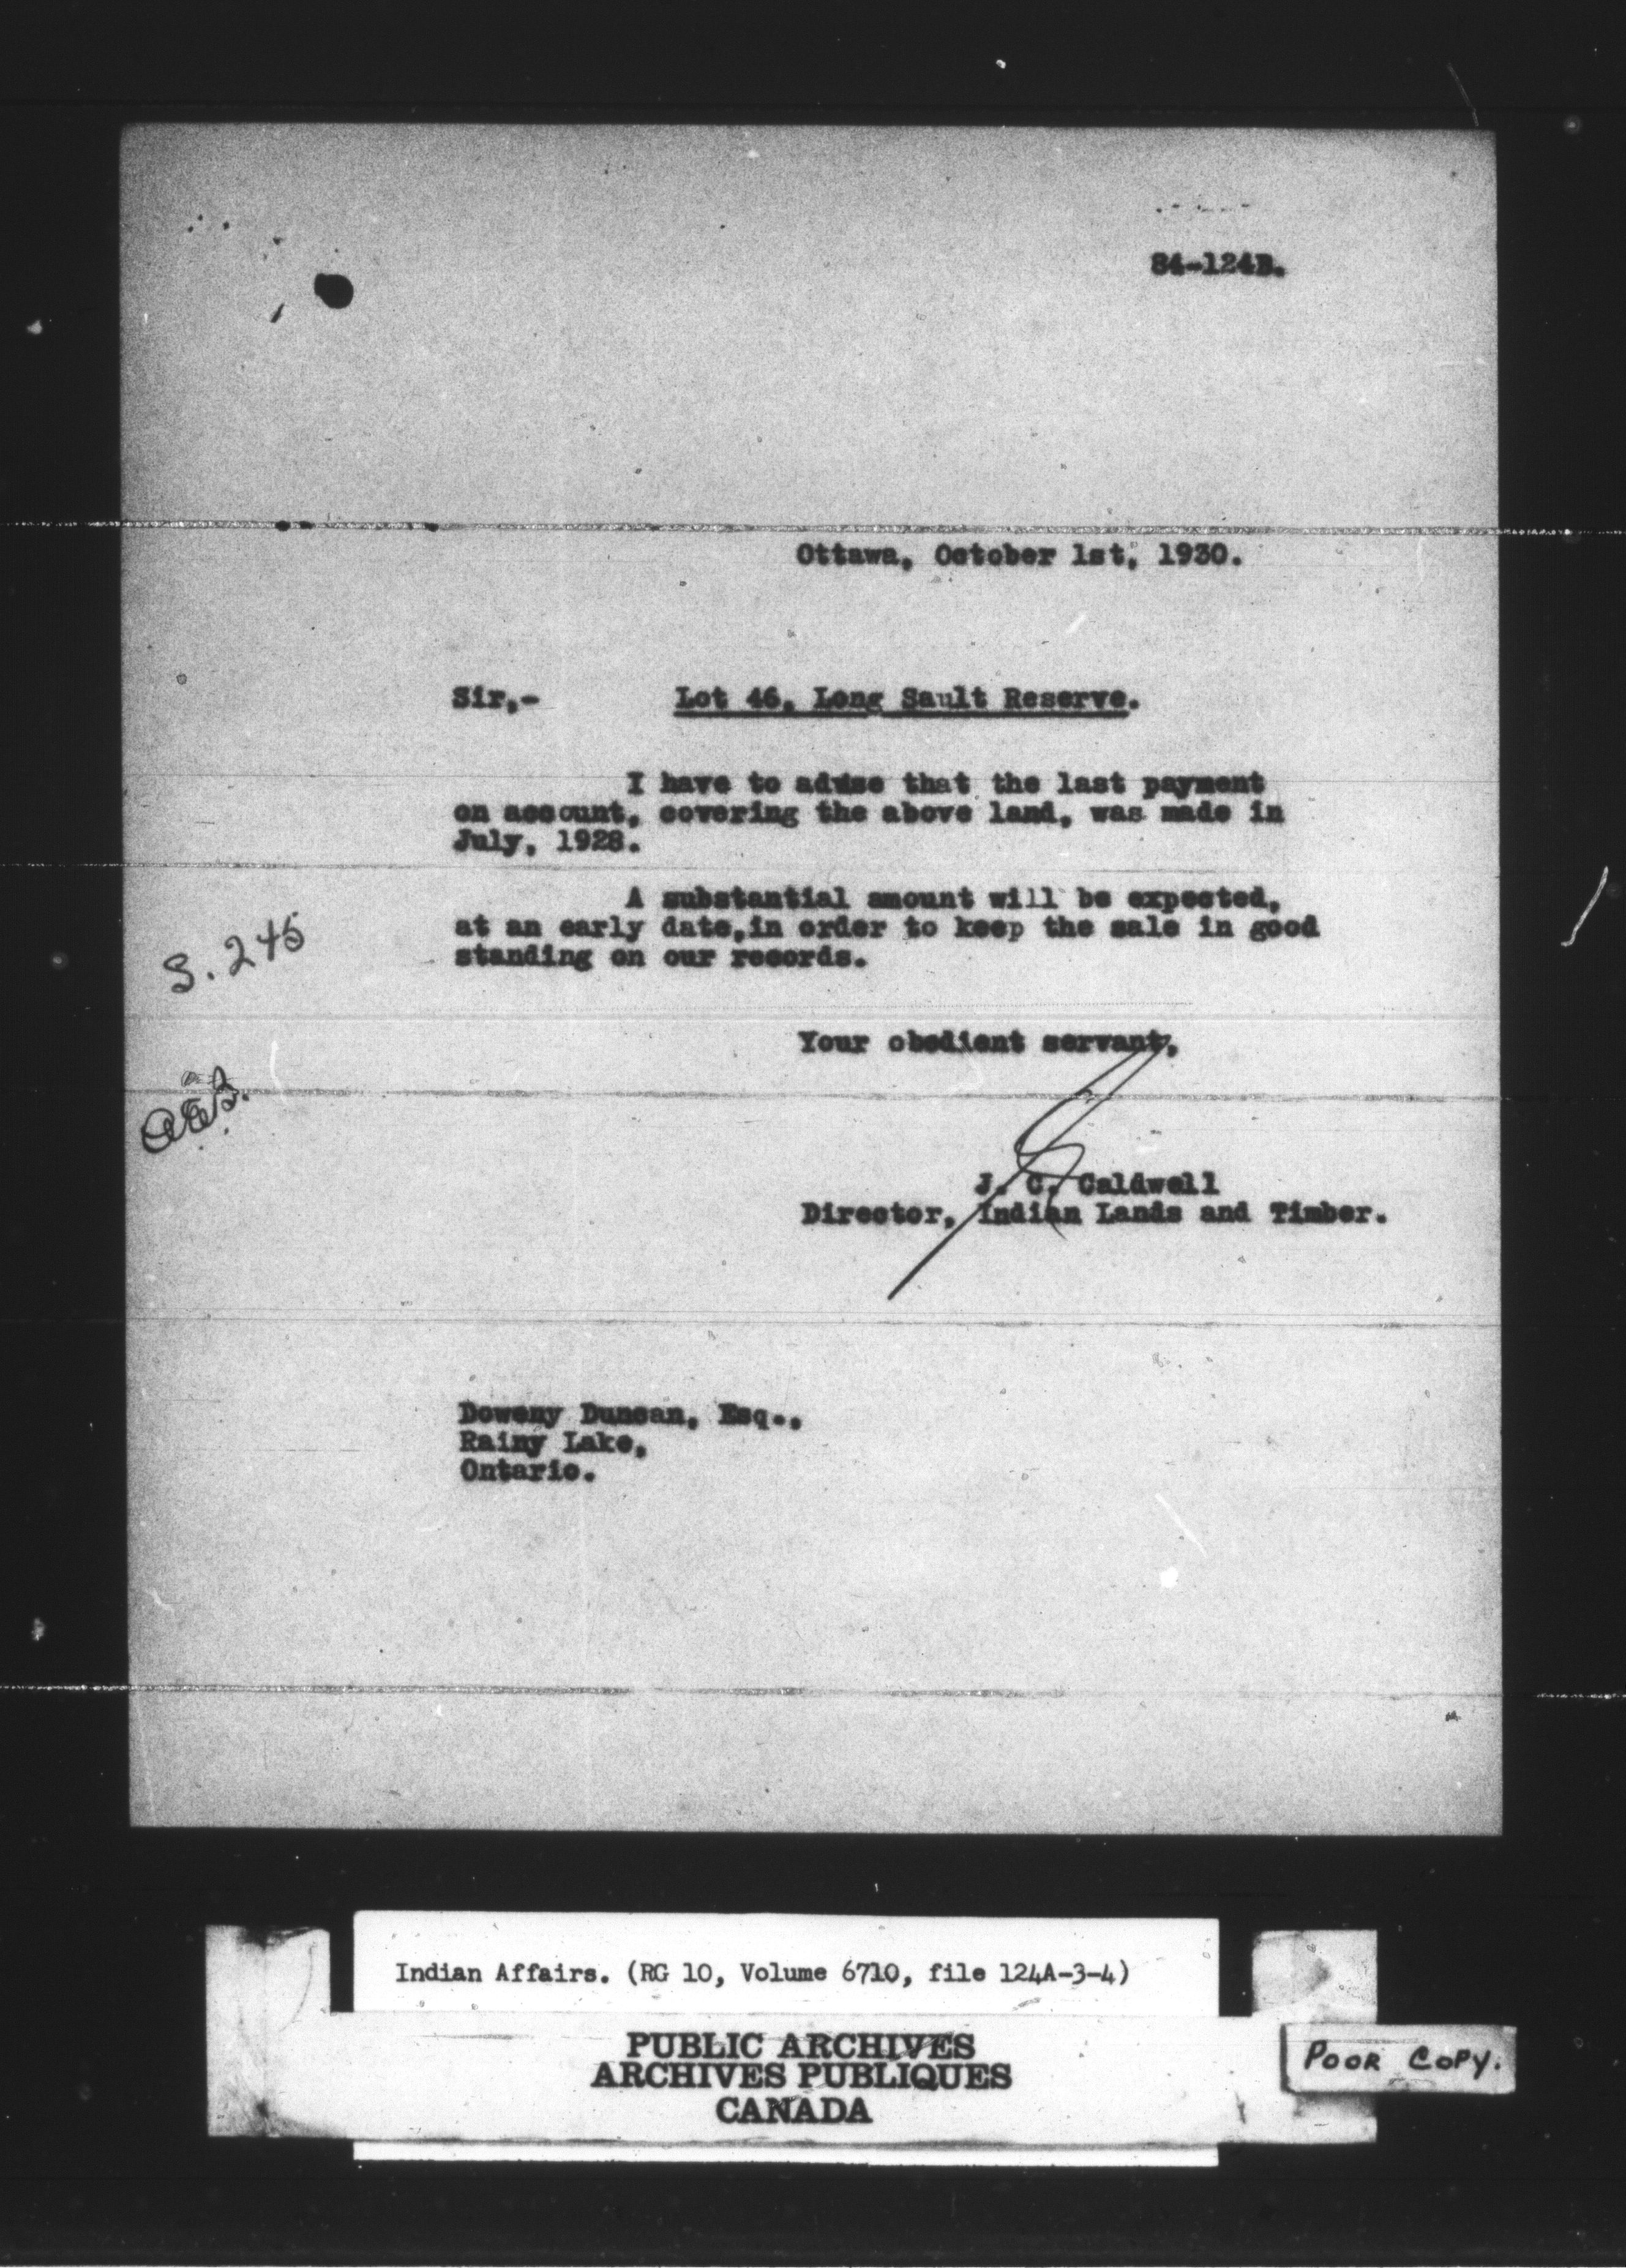 84-124B.
Ottawa, October 1st, 1930.
Sir,- Lot 46, Long Sault Reserve.
I have to advise that the last payment
on account, covering the above land, was made in
July, 1928.
A substantial amount will be expected,
at an early date,in order to keep the sale in good
standing on our records.
S. 245
Your obedient servant,
J. C. Caldwell
Director, Indian Lands and Timber.
Doweny Duncan, Esq.,
Rainy Lake,
Ontario.
Indian Affairs. (RG 10, Volume 6710, file 124A-3-4)
PUBLIC ARCHIVES
ARCHIVES PUBLIQUES
CANADA
POOR COPY.